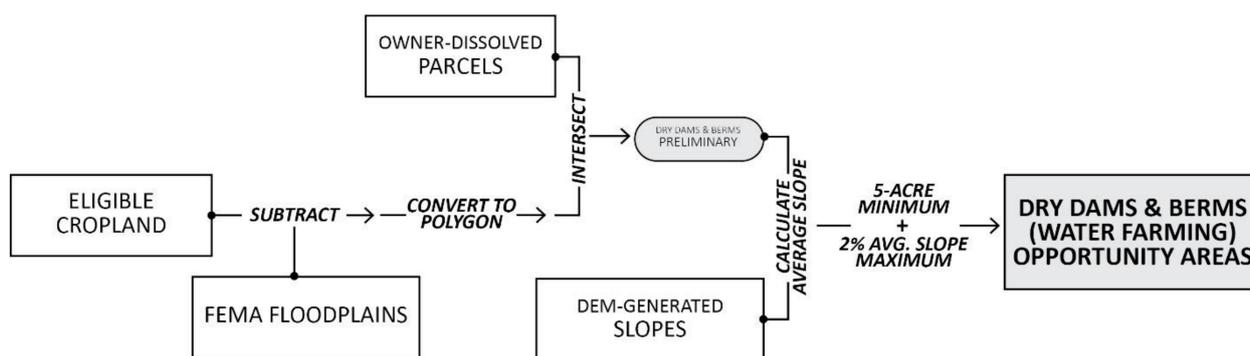 OWNER-DISSOLVED
PARCELS
INTERSECT
DRY DAMS & BERMS
PRELIMINARY
ELIGIBLE
CROPLAND
SUBTRACT
CONVERT TO
POLYGON
CALCULATE
AVERAGE SLOPE
5-ACRE
MINIMUM
+
2% AVG. SLOPE
MAXIMUM
DRY DAMS & BERMS
(WATER FARMING)
OPPORTUNITY AREAS
FEMA FLOODPLAINS
DEM-GENERATED
SLOPES